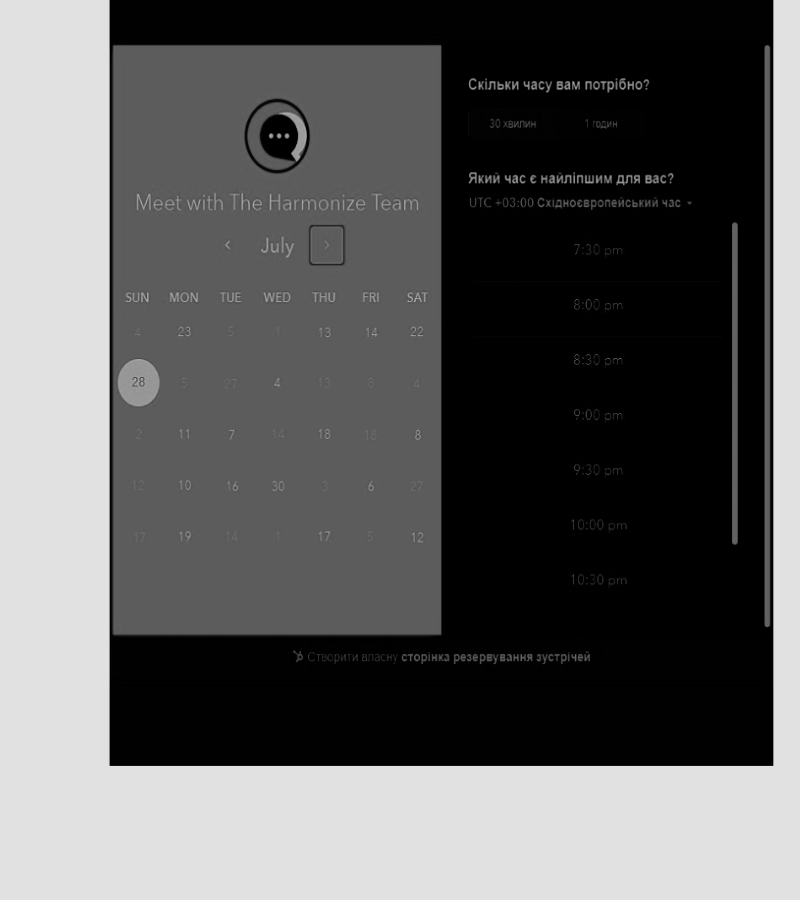 Meet with The Harmonize Team
July
SUN MON TUE WED THU FRI SAT
4 23 5 1 13 14 22
28 5 27 4 13 8 4
2 11 7 14 18 18 8
12 10 16 30 3 6 27
17 19 14 1 17 5 12
Скільки часу вам потрібно?
30 хвилин 1 годин
Який час є найліпшим для вас?
UTC +03:00 Східноєвропейський час
7:30 pm
8:00 pm
8:30 pm
9:00 pm
9:30 pm
10:00 pm
10:30 pm
Створити власну сторінка резервування зустрічей